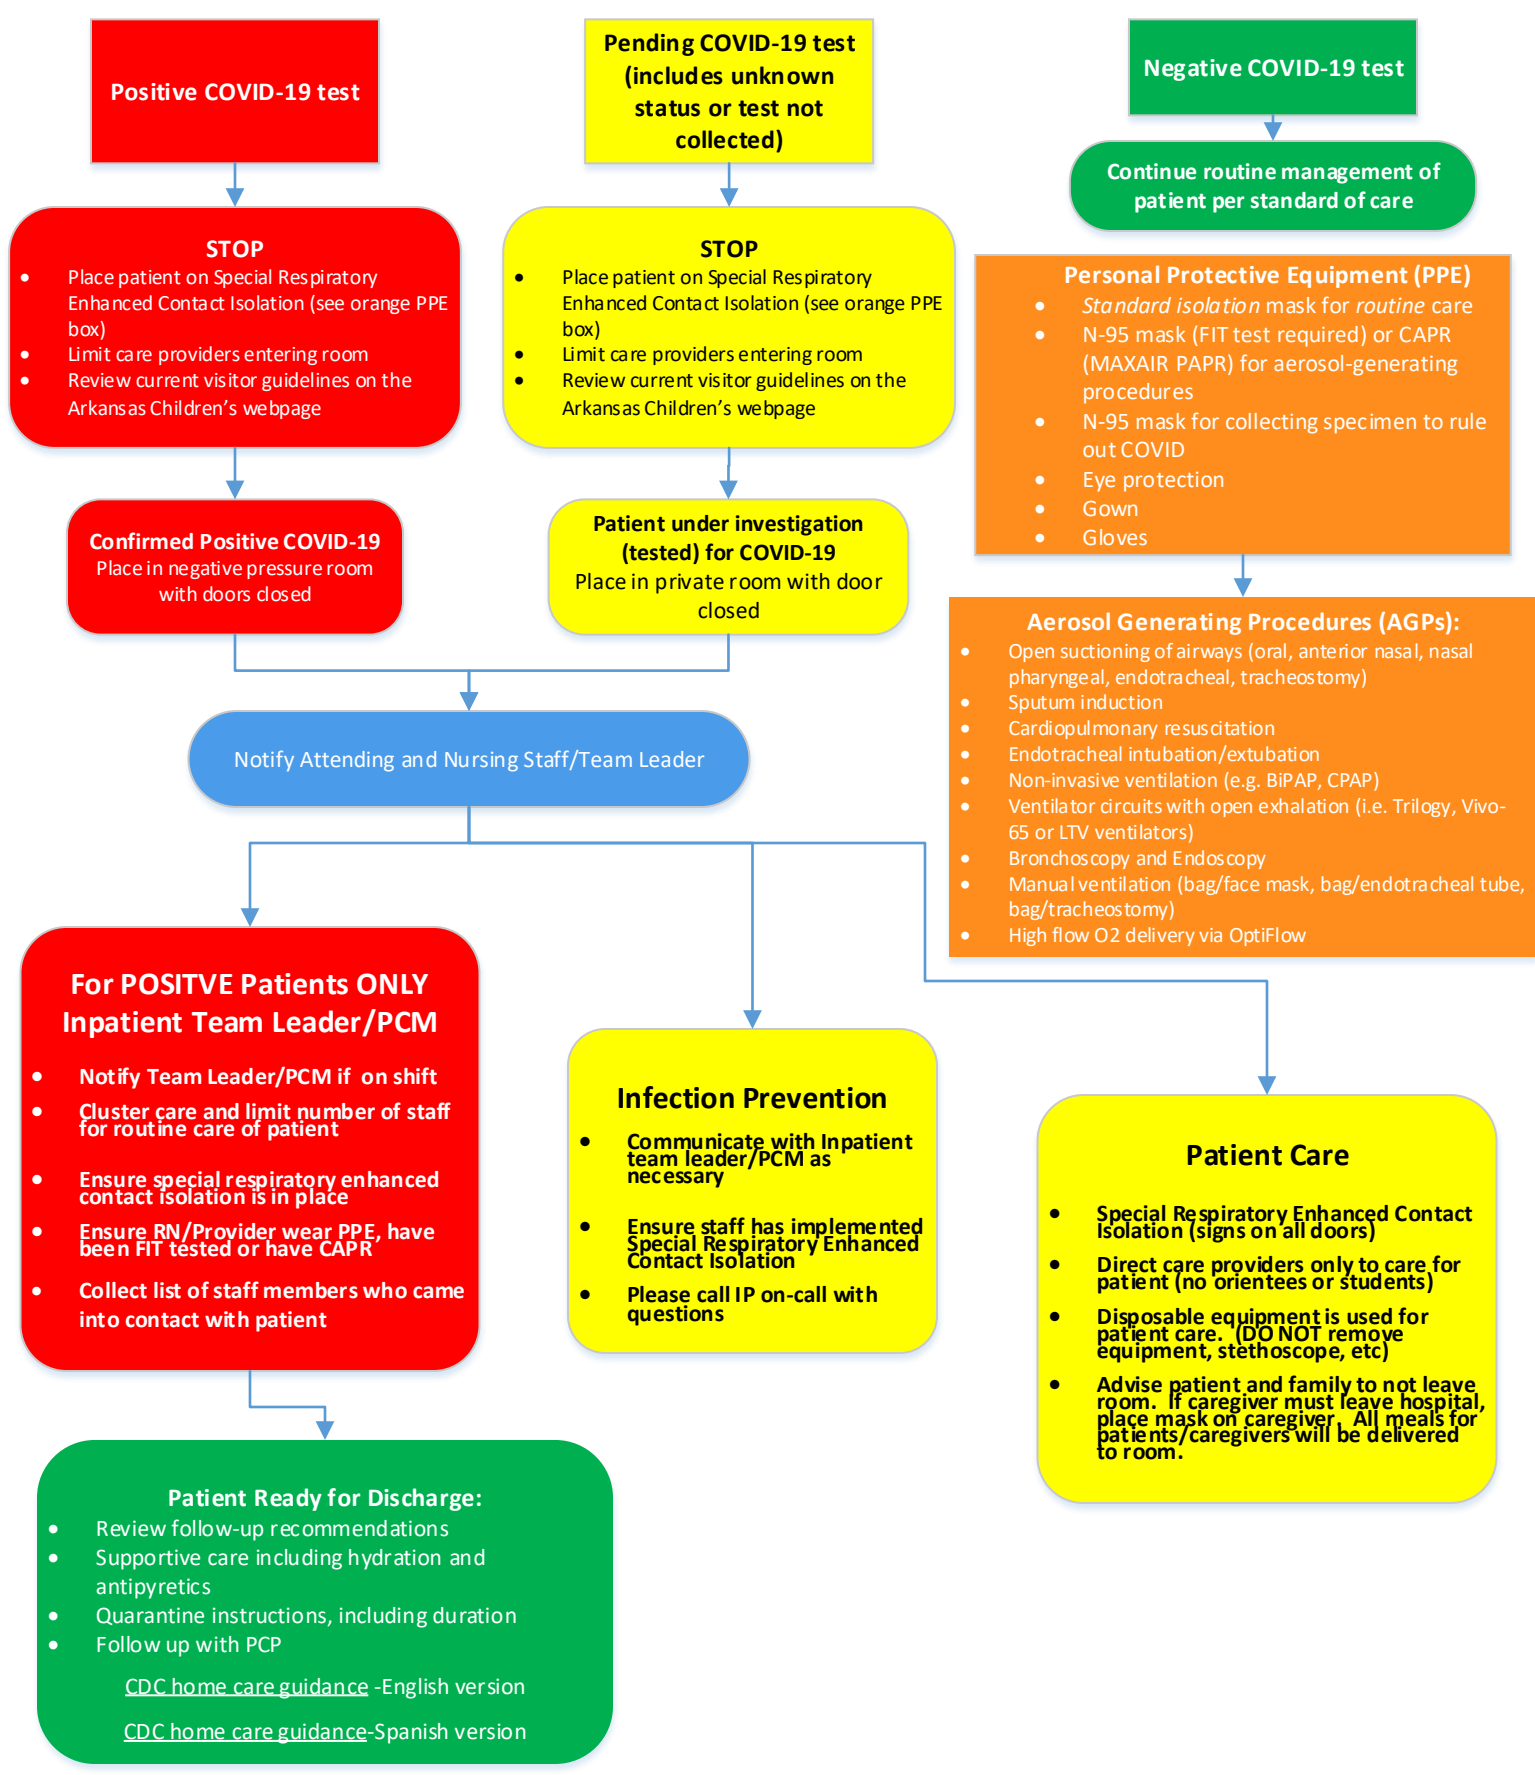 Positive COVID-19 test
Pending COVID-19 test
(includes unknown
status or test not
collected)
Negative COVID-19 test
Continue routine management of
patient per standard of care
STOP
• Place patient on Special Respiratory
Enhanced Contact Isolation (see orange PPE
box)
• Limit care providers entering room
• Review current visitor guidelines on the
Arkansas Children’s webpage
STOP
• Place patient on Special Respiratory
Enhanced Contact Isolation (see orange PPE
box)
• Limit care providers entering room
• Review current visitor guidelines on the
Arkansas Children’s webpage
Personal Protective Equipment (PPE)
• Standard isolation mask for routine care
• N-95 mask (FIT test required) or CAPR
(MAXAIR PAPR) for aerosol-generating
procedures
• N-95 mask for collecting specimen to rule
out COVID
• Eye protection
• Gown
• Gloves
Confirmed Positive COVID-19
Place in negative pressure room
with doors closed
Patient under investigation
(tested) for COVID-19
Place in private room with door
closed
Aerosol Generating Procedures (AGPs):
• Open suctioning of airways (oral, anterior nasal, nasal
pharyngeal, endotracheal, tracheostomy)
• Sputum induction
• Cardiopulmonary resuscitation
• Endotracheal intubation/extubation
• Non-invasive ventilation (e.g. BiPAP, CPAP)
• Ventilator circuits with open exhalation (i.e. Trilogy, Vivo-
65 or LTV ventilators)
• Bronchoscopy and Endoscopy
• Manual ventilation (bag/face mask, bag/endotracheal tube,
bag/tracheostomy)
• High flow O2 delivery via OptiFlow
Notify Attending and Nursing Staff/Team Leader
For POSITVE Patients ONLY
Inpatient Team Leader/PCM
• Notify Team Leader/PCM if on shift
• Cluster care and limit number of staff
for routine care of patient
• Ensure special respiratory enhanced
contact isolation is in place
• Ensure RN/Provider wear PPE, have
been FIT tested or have CAPR
• Collect list of staff members who came
into contact with patient
Infection Prevention
• Communicate with Inpatient
team leader/PCM as
necessary
• Ensure staff has implemented
Special Respiratory Enhanced
Contact Isolation
• Please call IP on-call with
questions
Patient Care
• Special Respiratory Enhanced Contact
Isolation (signs on all doors)
• Direct care providers only to care for
patient (no orientees or students)
• Disposable equipment is used for
patient care. (DO NOT remove
equipment, stethoscope, etc)
• Advise patient and family to not leave
room. If caregiver must leave hospital,
place mask on caregiver. All meals for
patients/caregivers will be delivered
to room.
Patient Ready for Discharge:
• Review follow-up recommendations
• Supportive care including hydration and
antipyretics
• Quarantine instructions, including duration
• Follow up with PCP
CDC home care guidance -English version
CDC home care guidance-Spanish version